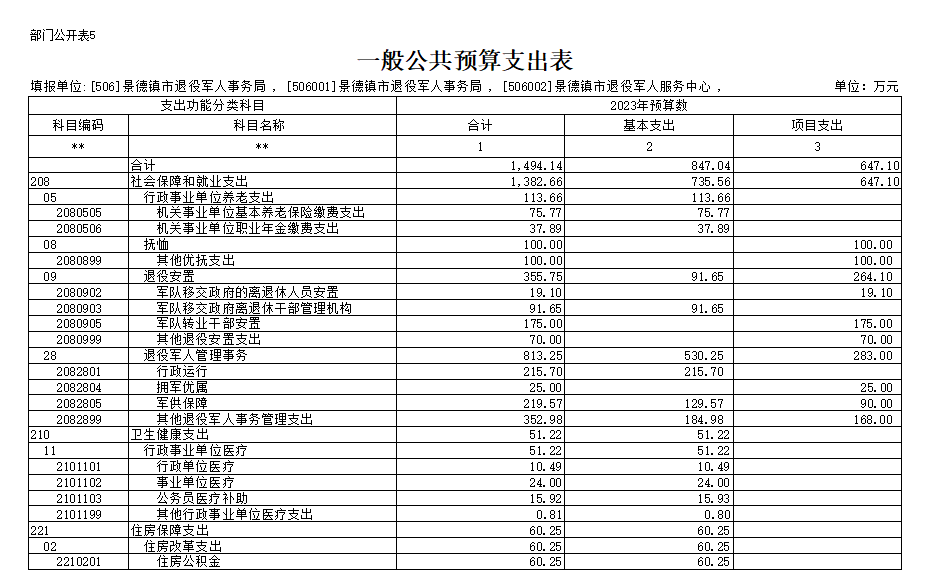 部门公开表5
一般公共预算支出表
填报单位:[506]景德镇市退役军人事务局 , [506001]景德镇市退役军人事务局 , [506002]景德镇市退役军人服务中心 , 单位: 万元
支出功能分类科目 2023年预算数
科目编码 科目名称 合计 基本支出 项目支出
** ** 1 2 3
合计 1,494.14 847.04 647.10
208 社会保障和就业支出 1,382.66 735.56 647.10
05 行政事业单位养老支出 113.66 113.66
2080505 机关事业单位基本养老保险缴费支出 75.77 75.77
2080506 机关事业单位职业年金缴费支出 37.89 37.89
08 抚恤 100.00 100.00
2080899 其他优抚支出 100.00 100.00
09 退役安置 355.75 91.65 264.10
2080902 军队移交政府的离退休人员安置 19.10 19.10
2080903 军队移交政府离退休干部管理机构 91.65 91.65
2080905 军队转业干部安置 175.00 175.00
2080999 其他退役安置支出 70.00 70.00
28 退役军人管理事务 813.25 530.25 283.00
2082801 行政运行 215.70 215.70
2082804 拥军优属 25.00 25.00
2082805 军供保障 219.57 129.57 90.00
2082899 其他退役军人事务管理支出 352.98 184.98 168.00
210 卫生健康支出 51.22 51.22
11 行政事业单位医疗 51.22 51.22
2101101 行政单位医疗 10.49 10.49
2101102 事业单位医疗 24.00 24.00
2101103 公务员医疗补助 15.92 15.93
2101199 其他行政事业单位医疗支出 0.81 0.80
221 住房保障支出 60.25 60.25
02 住房改革支出 60.25 60.25
2210201 住房公积金 60.25 60.25